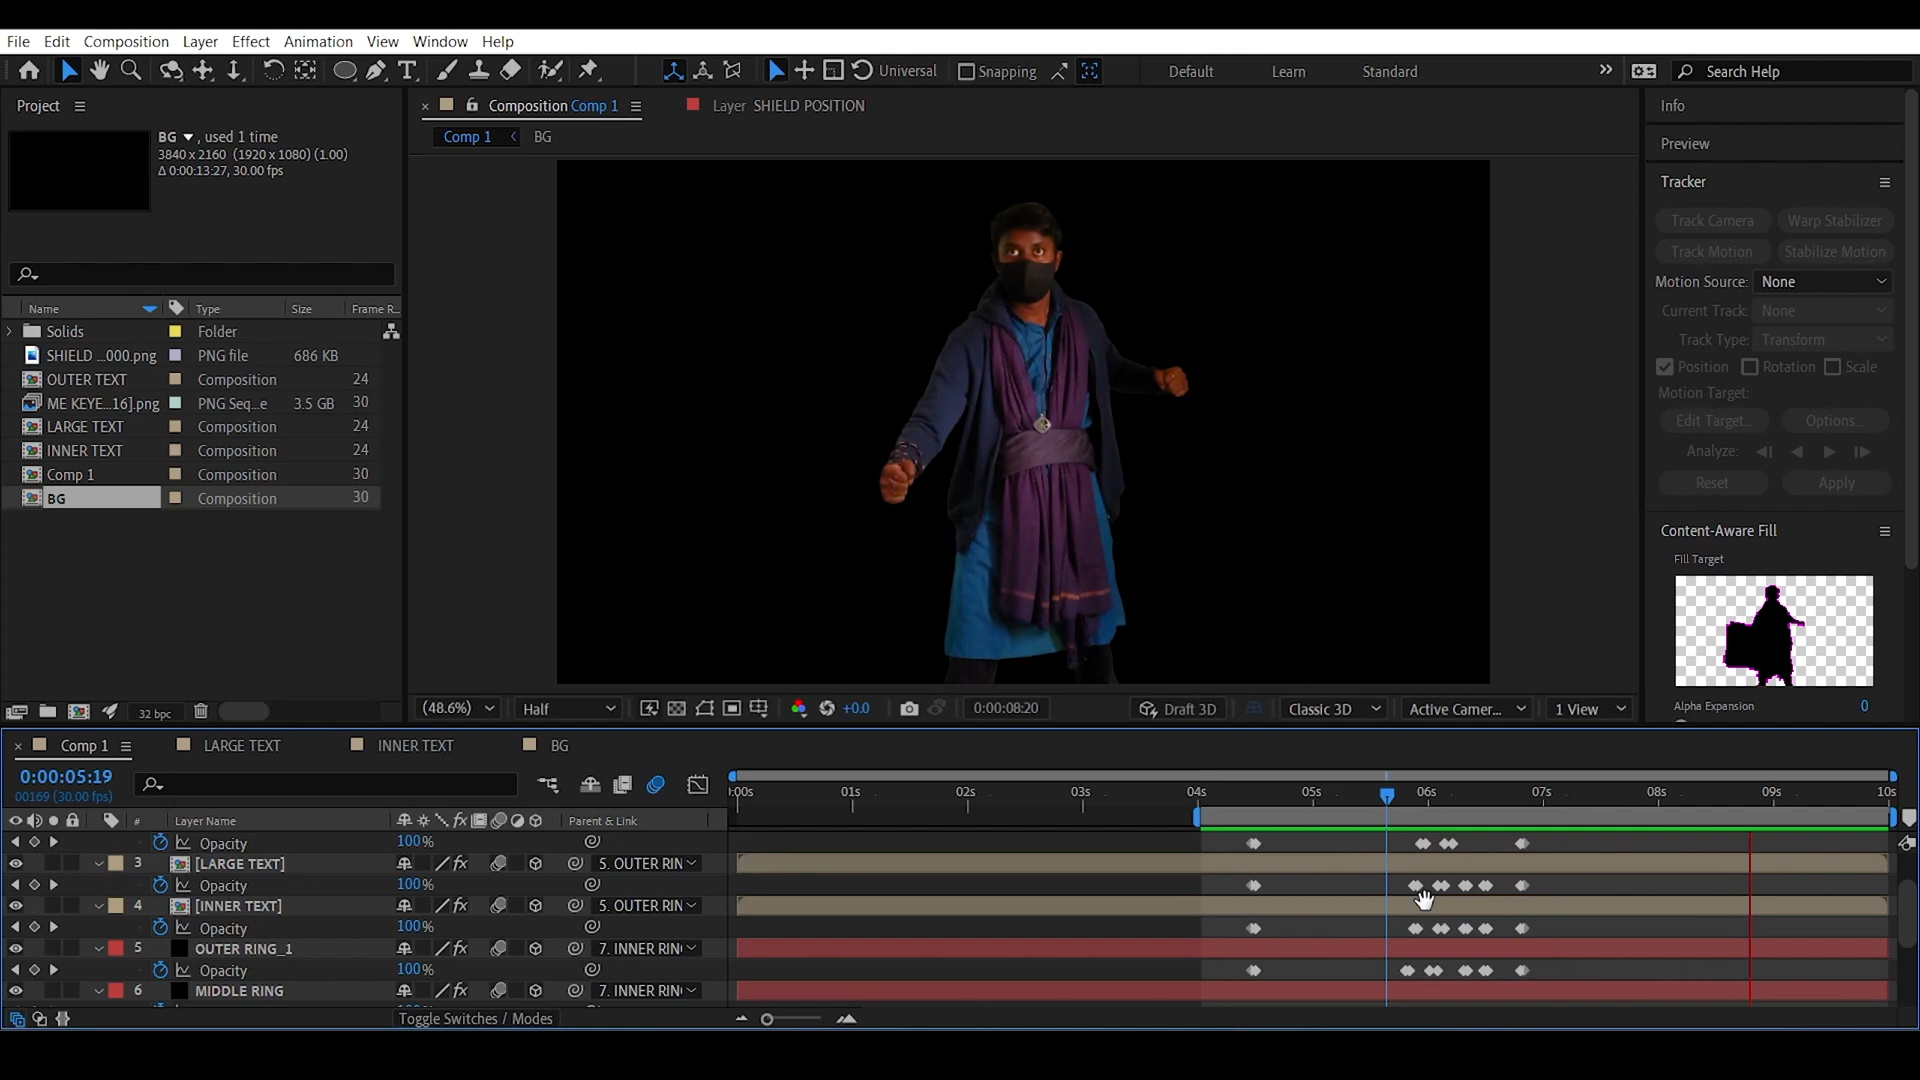 File Edit Composition Layer Effect Animation View Window Help
Universal Snapping Default Learn Standard Search Help
Project
BG , used 1 time
3840 x 2160 (1920 x 1080) (1.00)
Δ 0:00:13:27, 30.00 fps
Name Type Size Frame R...
Solids Folder
SHIELD ...000.png PNG file 686 KB
OUTER TEXT Composition 24
ME KEYE...16].png PNG Seq...e 3.5 GB 30
LARGE TEXT Composition 24
INNER TEXT Composition 24
Comp 1 Composition 30
BG Composition 30
32 bpc
Composition Comp 1 Layer SHIELD POSITION
Comp 1 BG
(48.6%) Half +0.0 0:00:08:20 Draft 3D Classic 3D Active Camer... 1 View
Info
Preview
Tracker
Track Camera Warp Stabilizer
Track Motion Stabilize Motion
Motion Source: None
Current Track: None
Track Type: Transform
Position Rotation Scale
Motion Target:
Edit Target... Options...
Analyze:
Reset Apply
Content-Aware Fill
Fill Target
Alpha Expansion 0
Comp 1 LARGE TEXT INNER TEXT BG
0:00:05:19
00169 (30.00 fps)
# Layer Name Parent & Link
:00s 01s 02s 03s 04s 05s 06s 07s 08s 09s 10s
Opacity 100%
3 [LARGE TEXT] 5. OUTER RIN
Opacity 100%
4 [INNER TEXT] 5. OUTER RIN
Opacity 100%
5 OUTER RING_1 7. INNER RIN
Opacity 100%
6 MIDDLE RING 7. INNER RIN
Toggle Switches / Modes